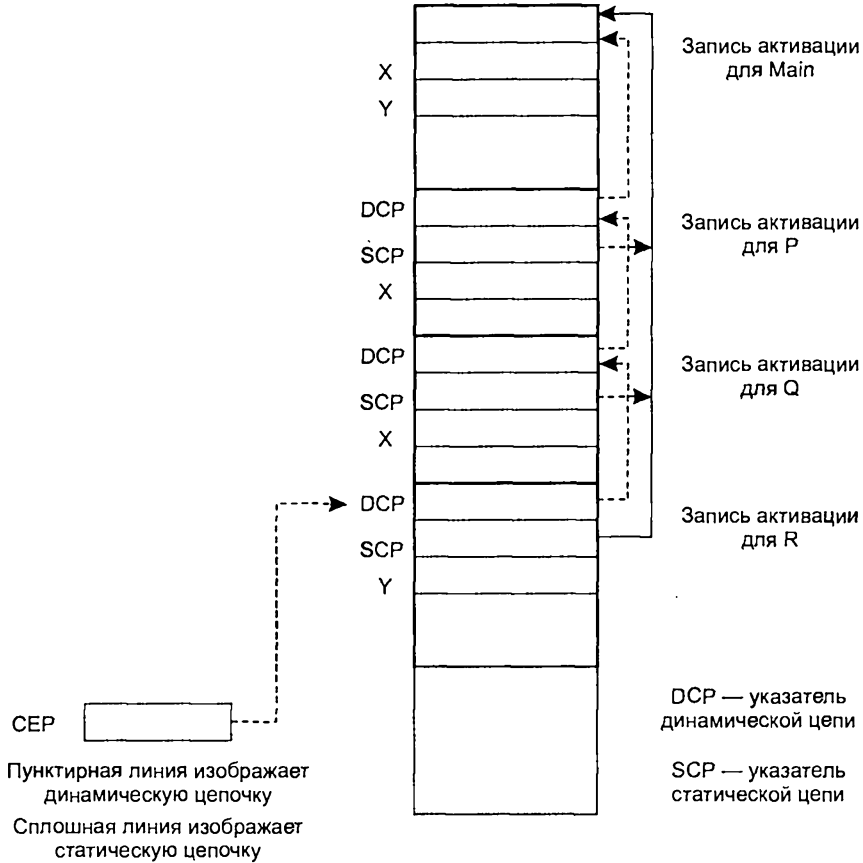 Запись активации
для Main
X
Y
DCP
SCP
X
Запись активации
для P
DCP
SCP
X
Запись активации
для Q
DCP
SCP
Y
Запись активации
для R
CEP
Пунктирная линия изображает
динамическую цепочку
Сплошная линия изображает
статическую цепочку
DCP — указатель
динамической цепи
SCP — указатель
статической цепи